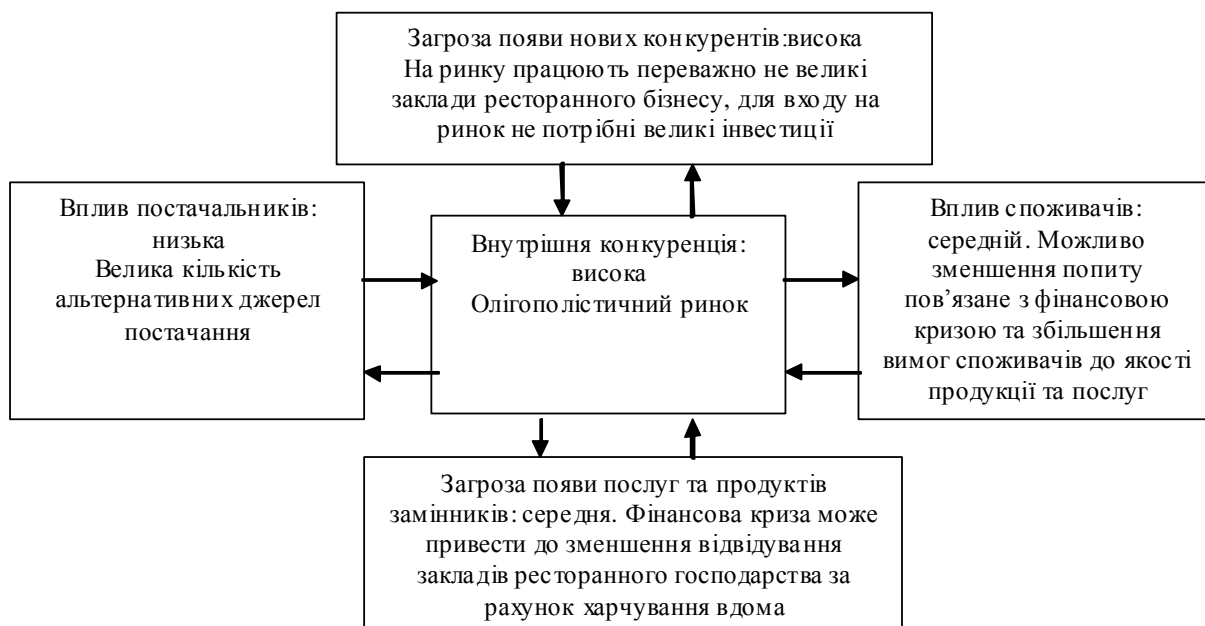 Загроза появи нових конкурентів:висока
На ринку працюють переважно не великі
заклади ресторанного бізнесу, для входу на
ринок не потрібні великі інвестиції
Вплив постачальників:
низька
Велика кількість
альтернативних джерел
постачання
Внутрішня конкуренція:
висока
Олігополістичний ринок
Вплив споживачів:
середній. Можливо
зменшення попиту
пов’язане з фінансовою
кризою та збільшення
вимог споживачів до якості
продукції та послуг
Загроза появи послуг та продуктів
замінників: середня. Фінансова криза може
привести до зменшення відвідування
закладів ресторанного господарства за
рахунок харчування вдома